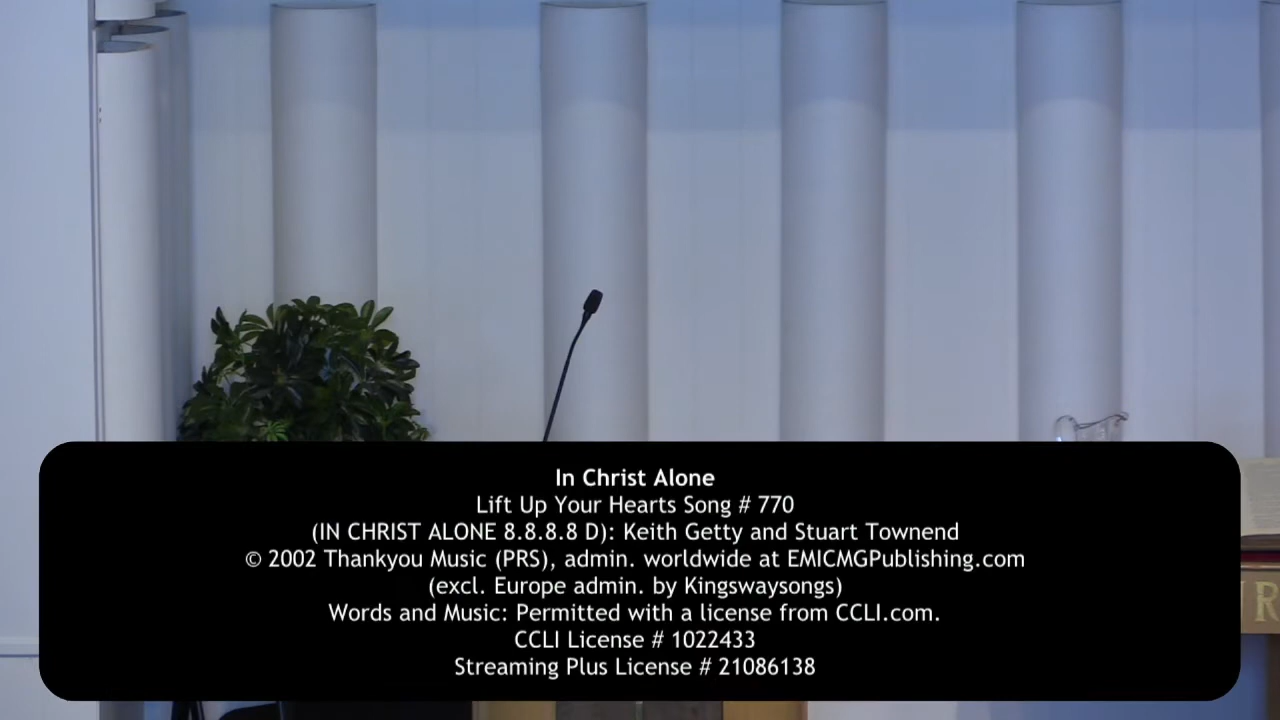 In Christ Alone
Lift Up Your Hearts Song # 770
(IN CHRIST ALONE 8.8.8.8 D): Keith Getty and Stuart Townend
© 2002 Thankyou Music (PRS), admin. worldwide at EMICMGPublishing.com
(excl. Europe admin. by Kingswaysongs)
Words and Music: Permitted with a license from CCLI.com.
CCLI License # 1022433
Streaming Plus License # 21086138